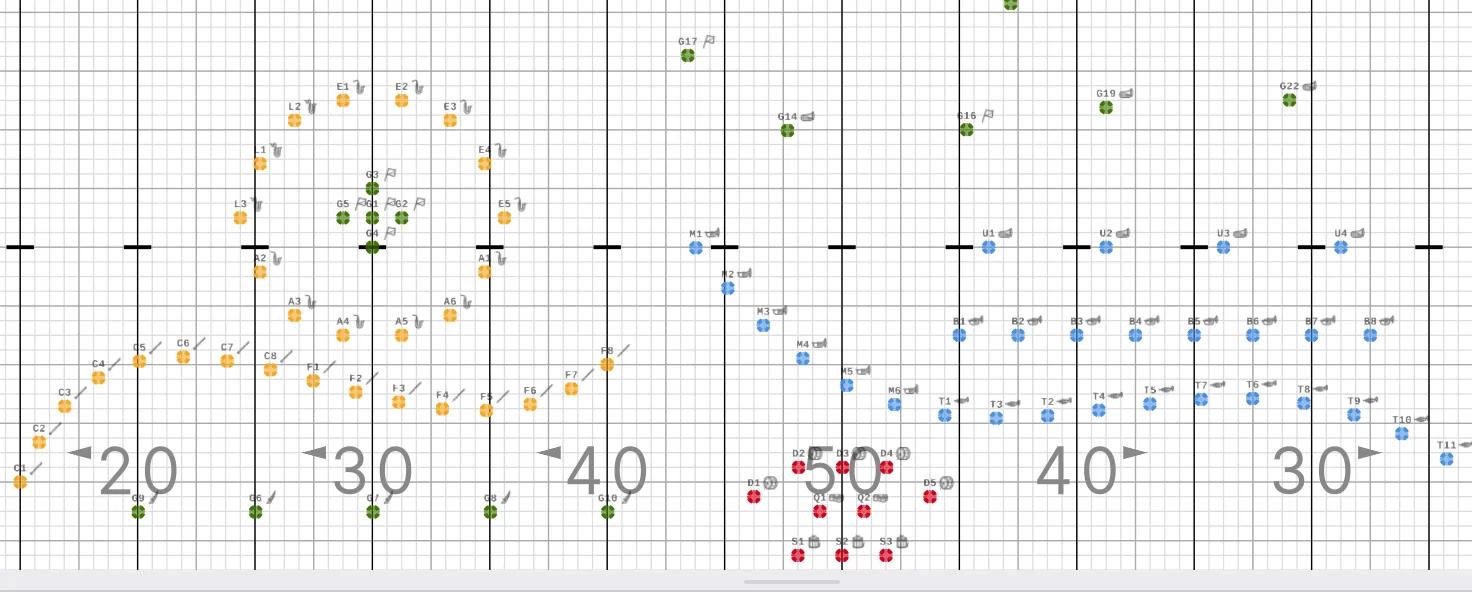 G17
E1 E2
G22
L2 E3
G19
G14 G16
L1 E4
G3
L3 G5 G1 G2 E5
G4 M1 U1 U2 U3 U4
A2 A1
M2
A3 A6
M3
A4 A5 B1 B2 B3 B4 B5 B6 B7 B8
C5 C6 C7 M4
C4 C8 F8
F1 M5
F2 F7
C3 F3 F4 F5 F6 M6 T1 T3 T2 T4 T5 T7 T6 T8 T9
C2 T10
T11
20 30 40 50 40 30
C1 D2 D3 D4
D1 D5
G9 G6 G7 G8 G10 Q1 Q2
S1 S2 S3